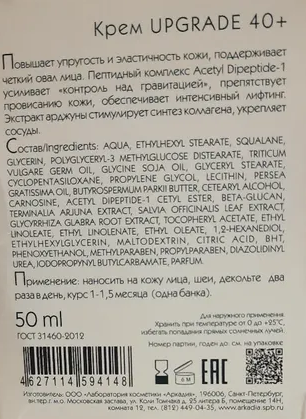 Крем UPGRADE 40+
Повышает упругость и эластичность кожи, поддерживает
четкий овал лица. Пептидный комплекс Acetyl Dipeptide-1
усиливает «контроль над гравитацией», препятствует
провисанию кожи, обеспечивает интенсивный лифтинг.
Экстракт арджуны стимулирует синтез коллагена, укрепляет
сосуды.
Состав/Ingredients: AQUA, ETHYLHEXYL STEARATE, SQUALANE,
GLYCERIN, POLYGLYCERYL-3 METHYLGLUCOSE DISTEARATE, TRITICUM
VULGARE GERM OIL, GLYCINE SOJA OIL, GLYCERYL STEARATE,
CYCLOPENTASILOXANE, PROPYLENE GLYCOL, LECITHIN, PERSEA
GRATISSIMA OIL, BUTYROSPERMUM PARKII BUTTER, CETEARYL ALCOHOL,
CARNOSINE, ACETYL DIPEPTIDE-1 CETYL ESTER, BETA-GLUCAN,
TERMINALIA ARJUNA EXTRACT, SALVIA OFFICINALIS LEAF EXTRACT,
GLYCYRRHIZA GLABRA ROOT EXTRACT, TOCOPHERYL ACETATE, ETHYL
LINOLEATE, ETHYL LINOLENATE, ETHYL OLEATE, 1,2-HEXANEDIOL,
ETHYLHEXYLGLYCERIN, MALTODEXTRIN, CITRIC ACID, BHT,
PHENOXYETHANOL, METHYLPARABEN, PROPYLPARABEN, DIAZOLIDINYL
UREA, IODOPROPYNYL BUTYLCARBAMATE, PARFUM.
Применение: наносить на кожу лица, шеи, декольте два
раза в день, курс 1-1,5месяца (одна банка).
50 ml
ГОСТ 31460-2012
Для наружного применения
Хранить при температуре от 0 до +25°С,
избегать попадания прямых солнечных лучей.
Номер партии, годен до: см. на упаковке
6 M
4 627114 594148
ООО «Лаборатория косметики «Аркадия», 196006, Санкт-Петербург,
вн.тер.г. м.о. Московская застава, ул. Коли Томчака, д. 25 литера Б, помещение 14Н,
комната 12, тел. (812) 449-04-35, www.arkadia-spb.ru